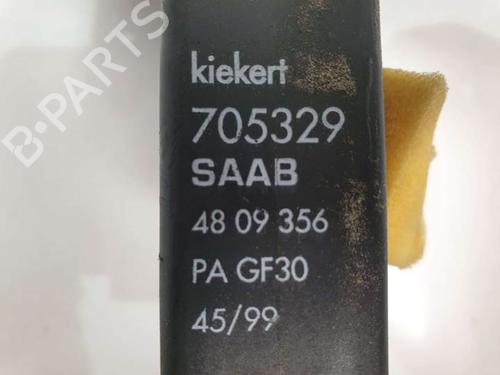 B-PARTS
kiekert
705329
SAAB
48 09 356
PA GF30
45/99